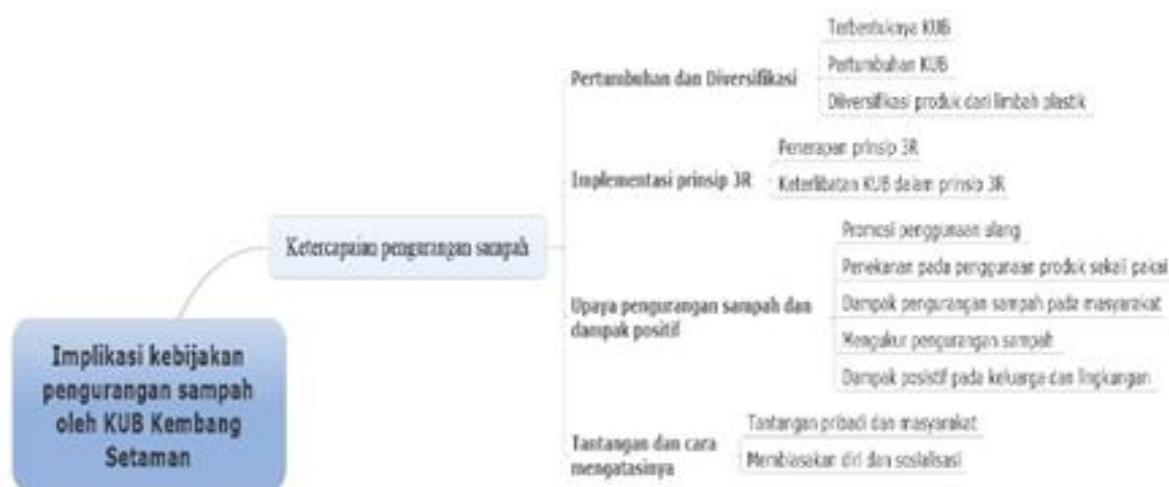 Implikasi kebijakan
pengurangan sampah
oleh KUB Kembang
Setaman
Ketercapaian pengurangan sampah
Pertumbuhan dan Diversifikasi
Terbentuknya KUB
Pertumbuhan KUB
Diversifikasi produk dari limbah plastik
Implementasi prinsip 3R
Penerapan prinsip 3R
Keterlibatan KUB dalam prinsip 3R
Upaya pengurangan sampah dan
dampak positif
Promosi penggunaan ulang
Penekanan pada penggunaan produk sekali pakai
Dampak pengurangan sampah pada masyarakat
Mengukur pengurangan sampah
Dampak posistif pada keluarga dan lingkungan
Tantangan dan cara
mengatasinya
Tantangan pribadi dan masyarakat
Membiasakan diri dan sosialisasi